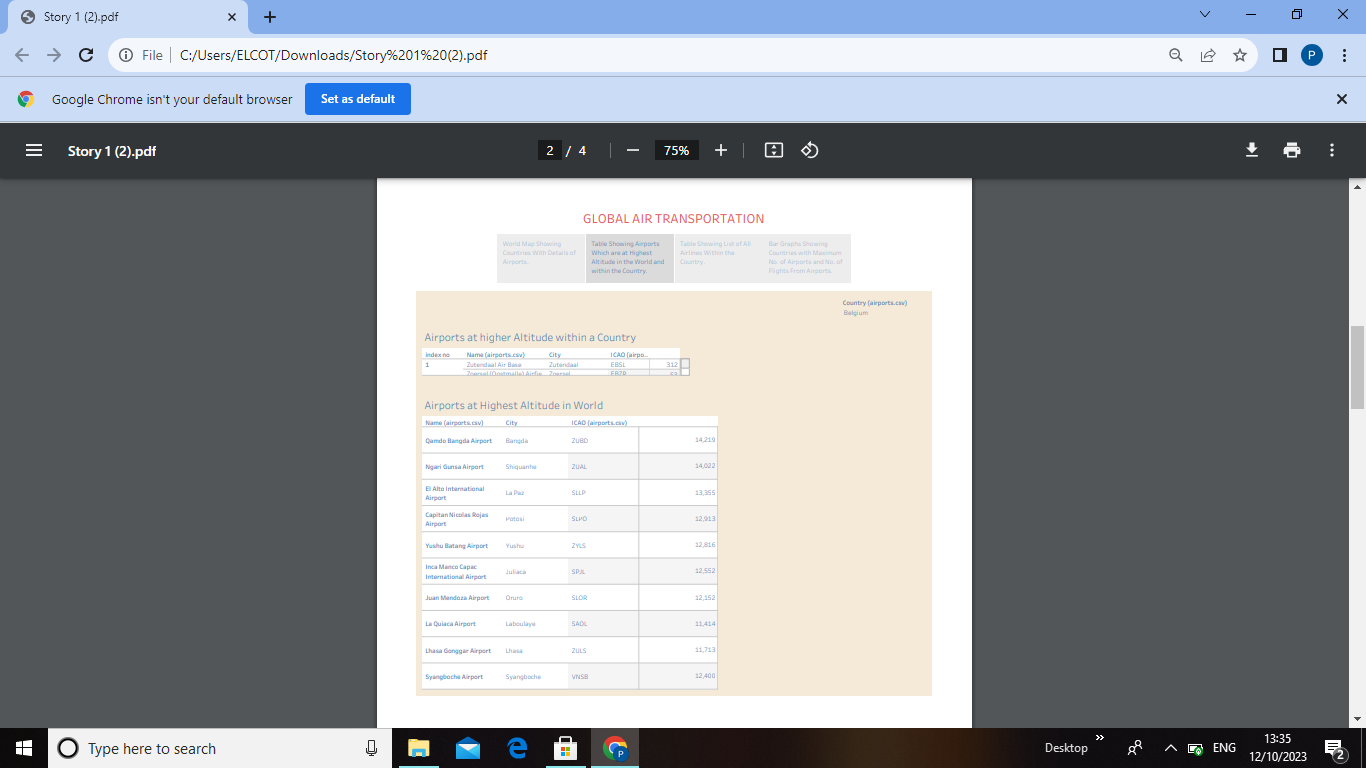 Story 1 (2).pdf
File
C:/Users/ELCOT/Downloads/Story%201%20(2).pdf
P
Google Chrome isn't your default browser
Set as default
Story 1 (2).pdf
2 / 4
75%
GLOBAL AIR TRANSPORTATION
World Map Showing
Countries With Details of
Airports.
Table Showing Airports
Which are at Highest
Altitude in the World and
within the Country.
Table Showing List of All
Airlines Within the
Country.
Bar Graphs Showing
Countries with Maximum
No. of Airports and No. of
Flights From Airports.
Country (airports.csv)
Belgium
Airports at higher Altitude within a Country
index no Name (airports.csv) City ICAO (airpo..
1 Zutendaal Air Base Zutendaal EBSL 312
Zoersel (Oostmalle) Airfie.. Zoersel EBZR
Airports at Highest Altitude in World
Name (airports.csv) City ICAO (airports.csv)
Qamdo Bangda Airport Bangda ZUBD 14,219
Ngari Gunsa Airport Shiquanhe ZUAL 14,022
El Alto International
Airport
La Paz SLLP 13,355
Capitan Nicolas Rojas
Airport
Potosi SLPO 12,913
Yushu Batang Airport Yushu ZYLS 12,816
Inca Manco Capac
International Airport
Juliaca SPJL 12,552
Juan Mendoza Airport Oruro SLOR 12,152
La Quiaca Airport Laboulaye SAOL 11,414
Lhasa Gonggar Airport Lhasa ZULS 11,713
Syangboche Airport Syangboche VNSB 12,400
Type here to search
P
Desktop
ENG
13:35
12/10/2023
2